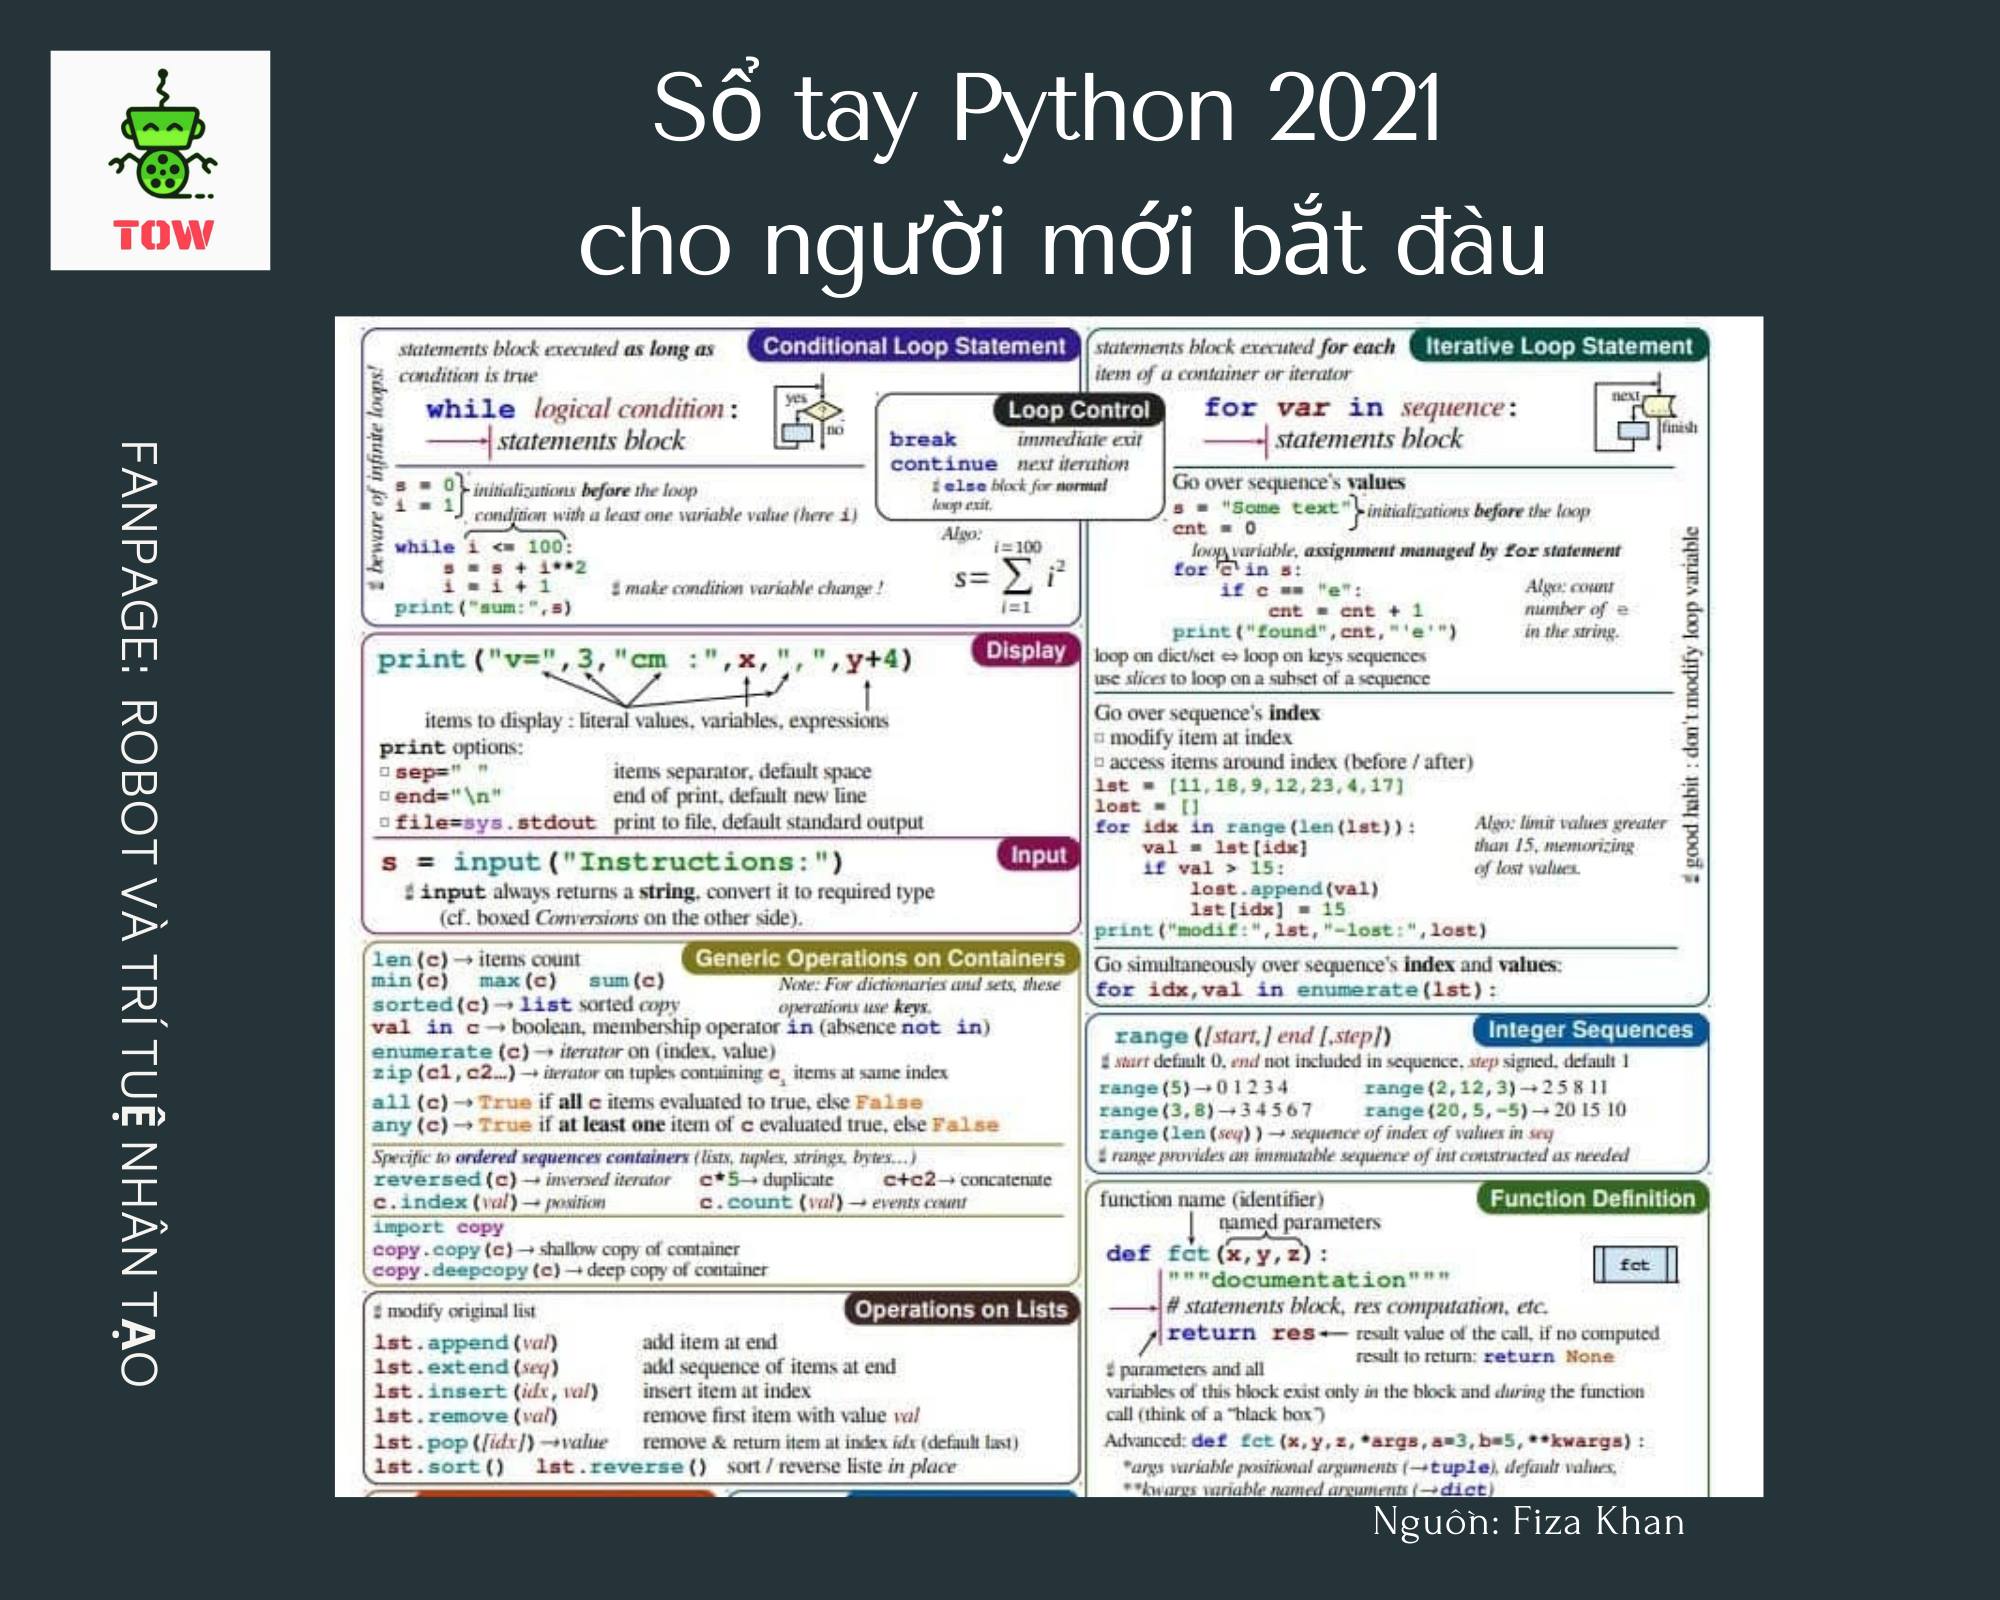 TOW
Sổ tay Python 2021
cho người mới bắt đàu
FANPAGE: ROBOT VÀ TRÍ TUỆ NHÂN TẠO
Conditional Loop Statement
statements block executed as long as
condition is true
while logical condition:
statements block
yes
?
no
beware of infinite loops!
s = 0
i = 1
initializations before the loop
condition with a least one variable value (here i)
while i <= 100:
s = s + i**2
i = i + 1
make condition variable change !
print("sum:",s)
Algo:
i=100
s= ∑ i²
i=1
Loop Control
break immediate exit
continue next iteration
else block for normal
loop exit.
Display
print("v=",3,"cm :",x,",",y+4)
items to display : literal values, variables, expressions
print options:
sep=" " items separator, default space
end="\n" end of print, default new line
file=sys.stdout print to file, default standard output
Input
s = input("Instructions:")
input always returns a string, convert it to required type
(cf. boxed Conversions on the other side).
Generic Operations on Containers
len(c)→ items count
min(c) max(c) sum(c)
Note: For dictionaries and sets, these
operations use keys.
sorted(c)→ list sorted copy
val in c→ boolean, membership operator in (absence not in)
enumerate(c)→ iterator on (index, value)
zip(c1,c2…)→ iterator on tuples containing c items at same index
all(c)→ True if all c items evaluated to true, else False
any(c)→ True if at least one item of c evaluated true, else False
Specific to ordered sequences containers (lists, tuples, strings, bytes…)
reversed(c)→ inversed iterator c*5→ duplicate c+c2→ concatenate
c.index(val)→ position c.count(val)→ events count
import copy
copy.copy(c)→ shallow copy of container
copy.deepcopy(c)→ deep copy of container
Operations on Lists
modify original list
lst.append(val) add item at end
lst.extend(seq) add sequence of items at end
lst.insert(idx,val) insert item at index
lst.remove(val) remove first item with value val
lst.pop([idx])→value remove & return item at index idx (default last)
lst.sort() lst.reverse() sort / reverse liste in place
Iterative Loop Statement
statements block executed for each
item of a container or iterator
for var in sequence:
statements block
next
…
finish
Go over sequence's values
s = "Some text"
cnt = 0
initializations before the loop
loop variable, assignment managed by for statement
for c in s:
if c == "e":
cnt = cnt + 1
print("found",cnt,"'e'")
Algo: count
number of e
in the string.
loop on dict/set ⇔ loop on keys sequences
use slices to loop on a subset of a sequence
Go over sequence's index
□ modify item at index
□ access items around index (before / after)
lst = [11,18,9,12,23,4,17]
lost = []
for idx in range(len(lst)):
val = lst[idx]
if val > 15:
lost.append(val)
lst[idx] = 15
print("modif:",lst,"-lost:",lost)
Algo: limit values greater
than 15, memorizing
of lost values.
good habit : don't modify loop variable
Go simultaneously over sequence's index and values:
for idx,val in enumerate(lst):
Integer Sequences
range([start,] end [,step])
start default 0, end not included in sequence, step signed, default 1
range(5)→ 0 1 2 3 4 range(2,12,3)→ 2 5 8 11
range(3,8)→ 3 4 5 6 7 range(20,5,-5)→ 20 15 10
range(len(seq))→ sequence of index of values in seq
range provides an immutable sequence of int constructed as needed
Function Definition
function name (identifier)
named parameters
def fct(x,y,z):
"""documentation"""
# statements block, res computation, etc.
return res← result value of the call, if no computed
result to return: return None
fct
parameters and all
variables of this block exist only in the block and during the function
call (think of a "black box")
Advanced: def fct(x,y,z,*args,a=3,b=5,**kwargs):
*args variable positional arguments (→tuple), default values,
**kwargs variable named arguments (→dict)
Nguồn: Fiza Khan